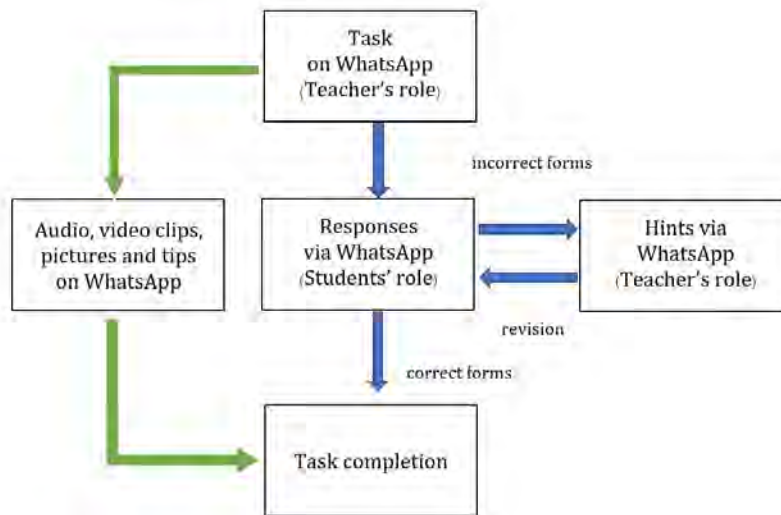 Task
on WhatsApp
(Teacher's role)
incorrect forms
Audio, video clips,
pictures and tips
on WhatsApp
Responses
via WhatsApp
(Students' role)
Hints via
WhatsApp
(Teacher's role)
revision
correct forms
Task completion